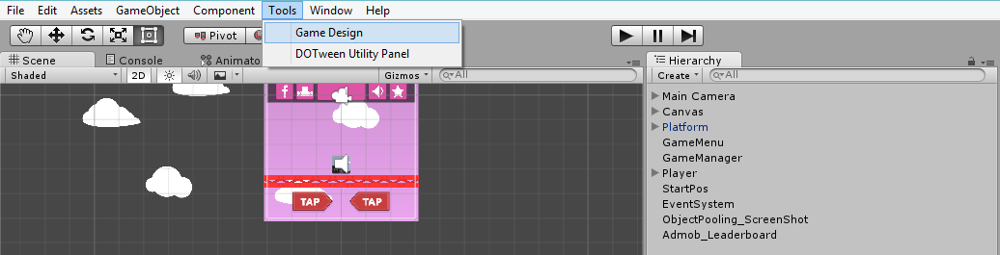 File Edit Assets GameObject Component Tools Window Help
Game Design
DOTween Utility Panel
Pivot
Scene Console Animato
Hierarchy
Shaded 2D Gizmos All
Create All
Main Camera
Canvas
Platform
GameMenu
GameManager
Player
StartPos
EventSystem
ObjectPooling_ScreenShot
Admob_Leaderboard
f
TAP TAP